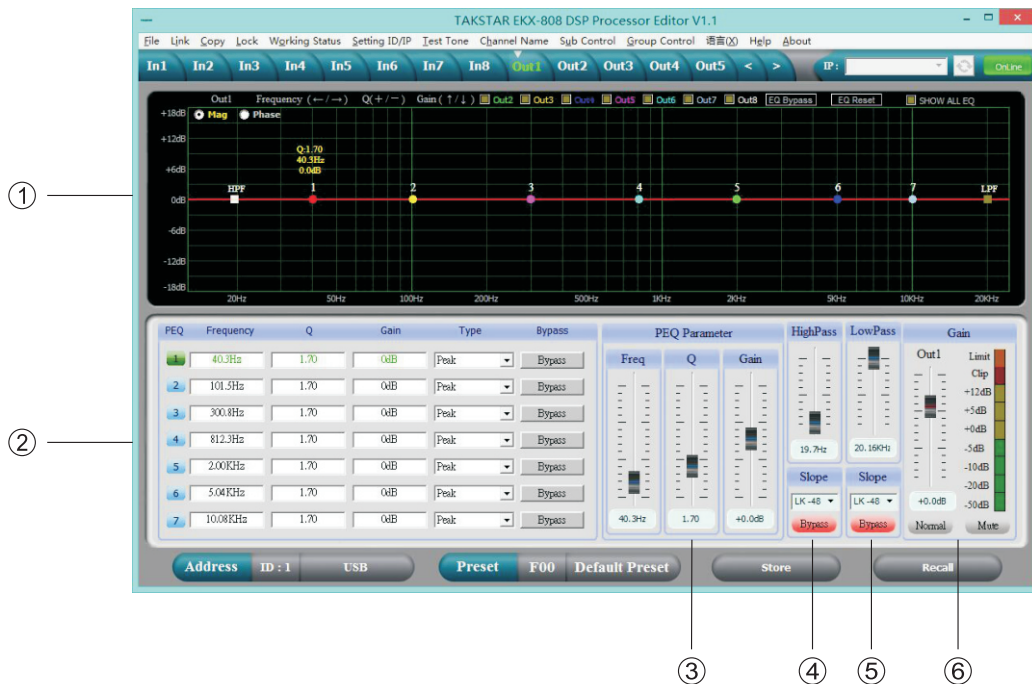 TAKSTAR EKX-808 DSP Processor Editor V1.1
File Link Copy Lock Working Status Setting ID/IP Test Tone Channel Name Sub Control Group Control 语言(X) Help About
In1 In2 In3 In4 In5 In6 In7 In8 Out1 Out2 Out3 Out4 Out5 < > IP: OnLine
Out1 Frequency (←/→) Q(+/−) Gain(↑/↓) Out2 Out3 Out4 Out5 Out6 Out7 Out8 EQ Bypass EQ Reset SHOW ALL EQ
+18dB Mag Phase
+12dB
Q:1.70
40.3Hz
+6dB 0.0dB
HPF 1 2 3 4 5 6 7 LPF
0dB
-6dB
-12dB
-18dB
20Hz 50Hz 100Hz 200Hz 500Hz 1KHz 2KHz 5KHz 10KHz 20KHz
①
PEQ Frequency Q Gain Type Bypass
1 40.3Hz 1.70 0dB Peak Bypass
2 101.5Hz 1.70 0dB Peak Bypass
3 300.8Hz 1.70 0dB Peak Bypass
4 812.3Hz 1.70 0dB Peak Bypass
5 2.00KHz 1.70 0dB Peak Bypass
6 5.04KHz 1.70 0dB Peak Bypass
7 10.08KHz 1.70 0dB Peak Bypass
②
PEQ Parameter
Freq Q Gain
40.3Hz 1.70 +0.0dB
HighPass
19.7Hz
Slope
LK -48
Bypass
LowPass
20.16KHz
Slope
LK -48
Bypass
Gain
Out1
Limit
Clip
+12dB
+5dB
+0dB
-5dB
-10dB
-20dB
-50dB
+0.0dB
Normal Mute
Address ID : 1 USB Preset F00 Default Preset Store Recall
③ ④ ⑤ ⑥